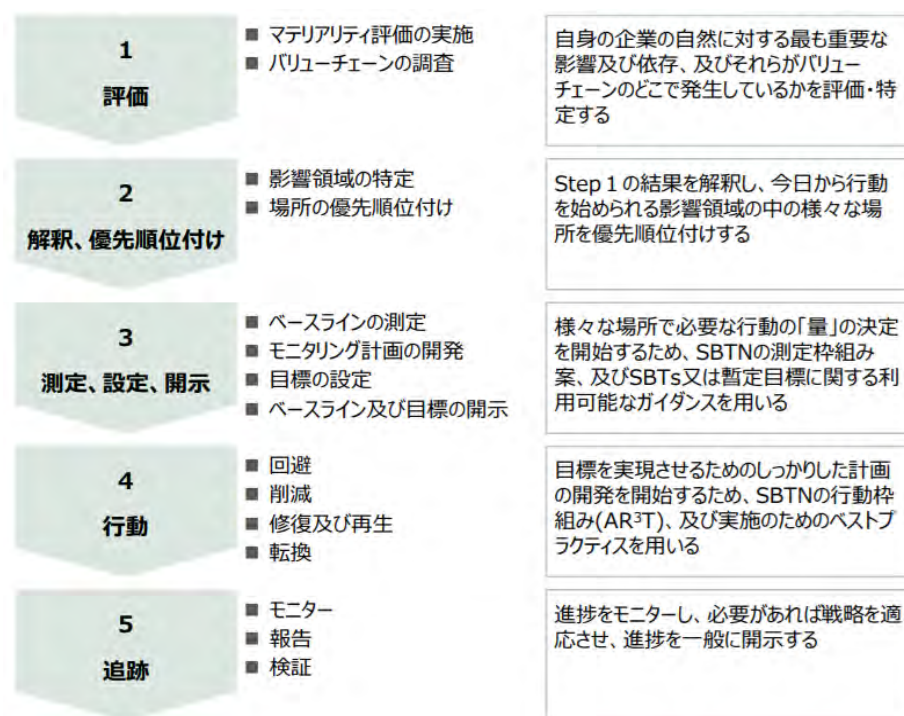 1
評価
■ マテリアリティ評価の実施
■ バリューチェーンの調査
自身の企業の自然に対する最も重要な
影響及び依存、及びそれらがバリュー
チェーンのどこで発生しているかを評価・特
定する
2
解釈、優先順位付け
■ 影響領域の特定
■ 場所の優先順位付け
Step 1 の結果を解釈し、今日から行動
を始められる影響領域の中の様々な場
所を優先順位付けする
3
測定、設定、開示
■ ベースラインの測定
■ モニタリング計画の開発
■ 目標の設定
■ ベースライン及び目標の開示
様々な場所で必要な行動の「量」の決定
を開始するため、SBTNの測定枠組み
案、及びSBTs又は暫定目標に関する利
用可能なガイダンスを用いる
4
行動
■ 回避
■ 削減
■ 修復及び再生
■ 転換
目標を実現させるためのしっかりした計画
の開発を開始するため、SBTNの行動枠
組み(AR³T)、及び実施のためのベストプ
ラクティスを用いる
5
追跡
■ モニター
■ 報告
■ 検証
進捗をモニターし、必要があれば戦略を適
応させ、進捗を一般に開示する